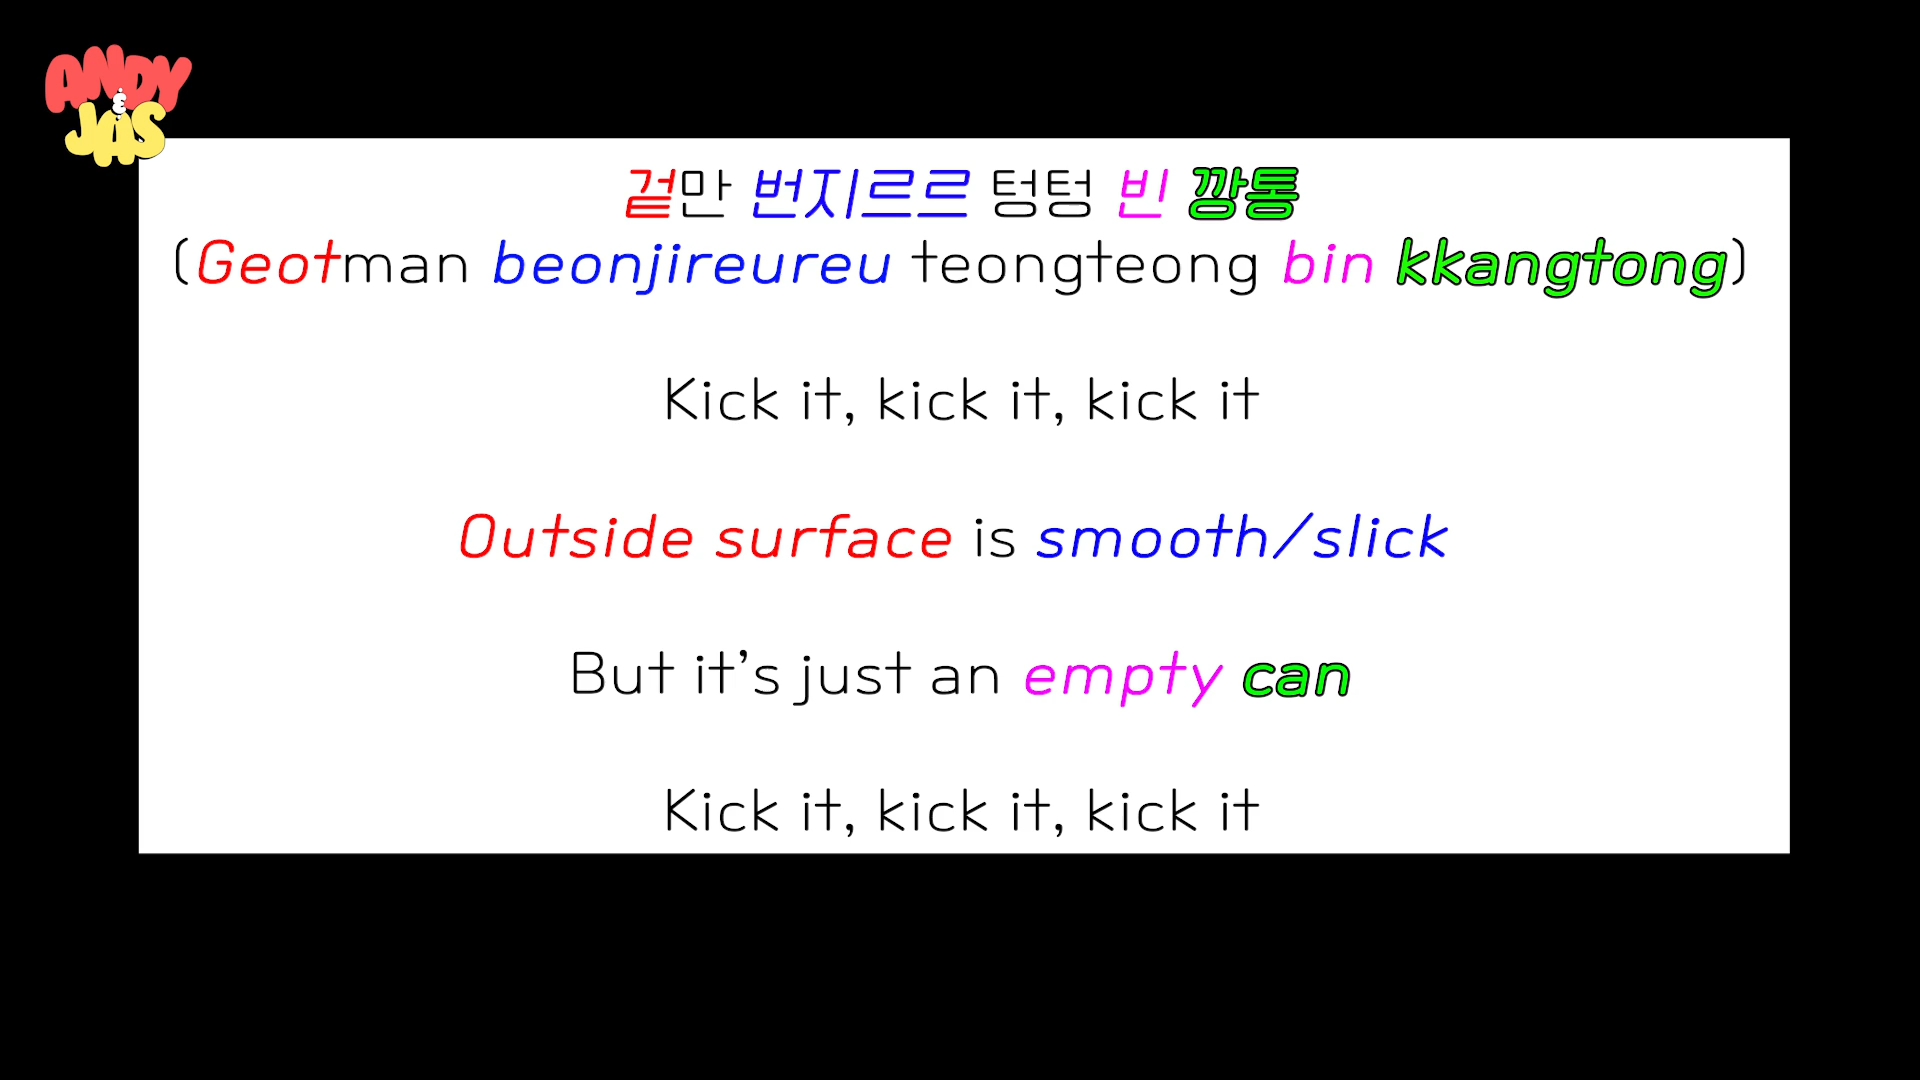 ANDY
&
JAS
겉만 번지르르 텅텅 빈 깡통
(Geotman beonjireureu teongteong bin kkangtong)
Kick it, kick it, kick it
Outside surface is smooth/slick
But it’s just an empty can
Kick it, kick it, kick it